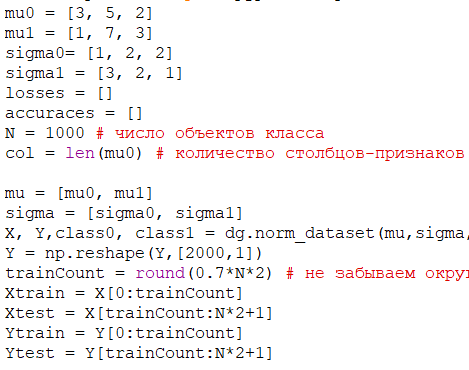 mu0 = [3, 5, 2]
mu1 = [1, 7, 3]
sigma0= [1, 2, 2]
sigma1 = [3, 2, 1]
losses = []
accuraces = []
N = 1000 # число объектов класса
col = len(mu0) # количество столбцов-признаков
mu = [mu0, mu1]
sigma = [sigma0, sigma1]
X, Y,class0, class1 = dg.norm_dataset(mu,sigma,
Y = np.reshape(Y,[2000,1])
trainCount = round(0.7*N*2) # не забываем окру
Xtrain = X[0:trainCount]
Xtest = X[trainCount:N*2+1]
Ytrain = Y[0:trainCount]
Ytest = Y[trainCount:N*2+1]